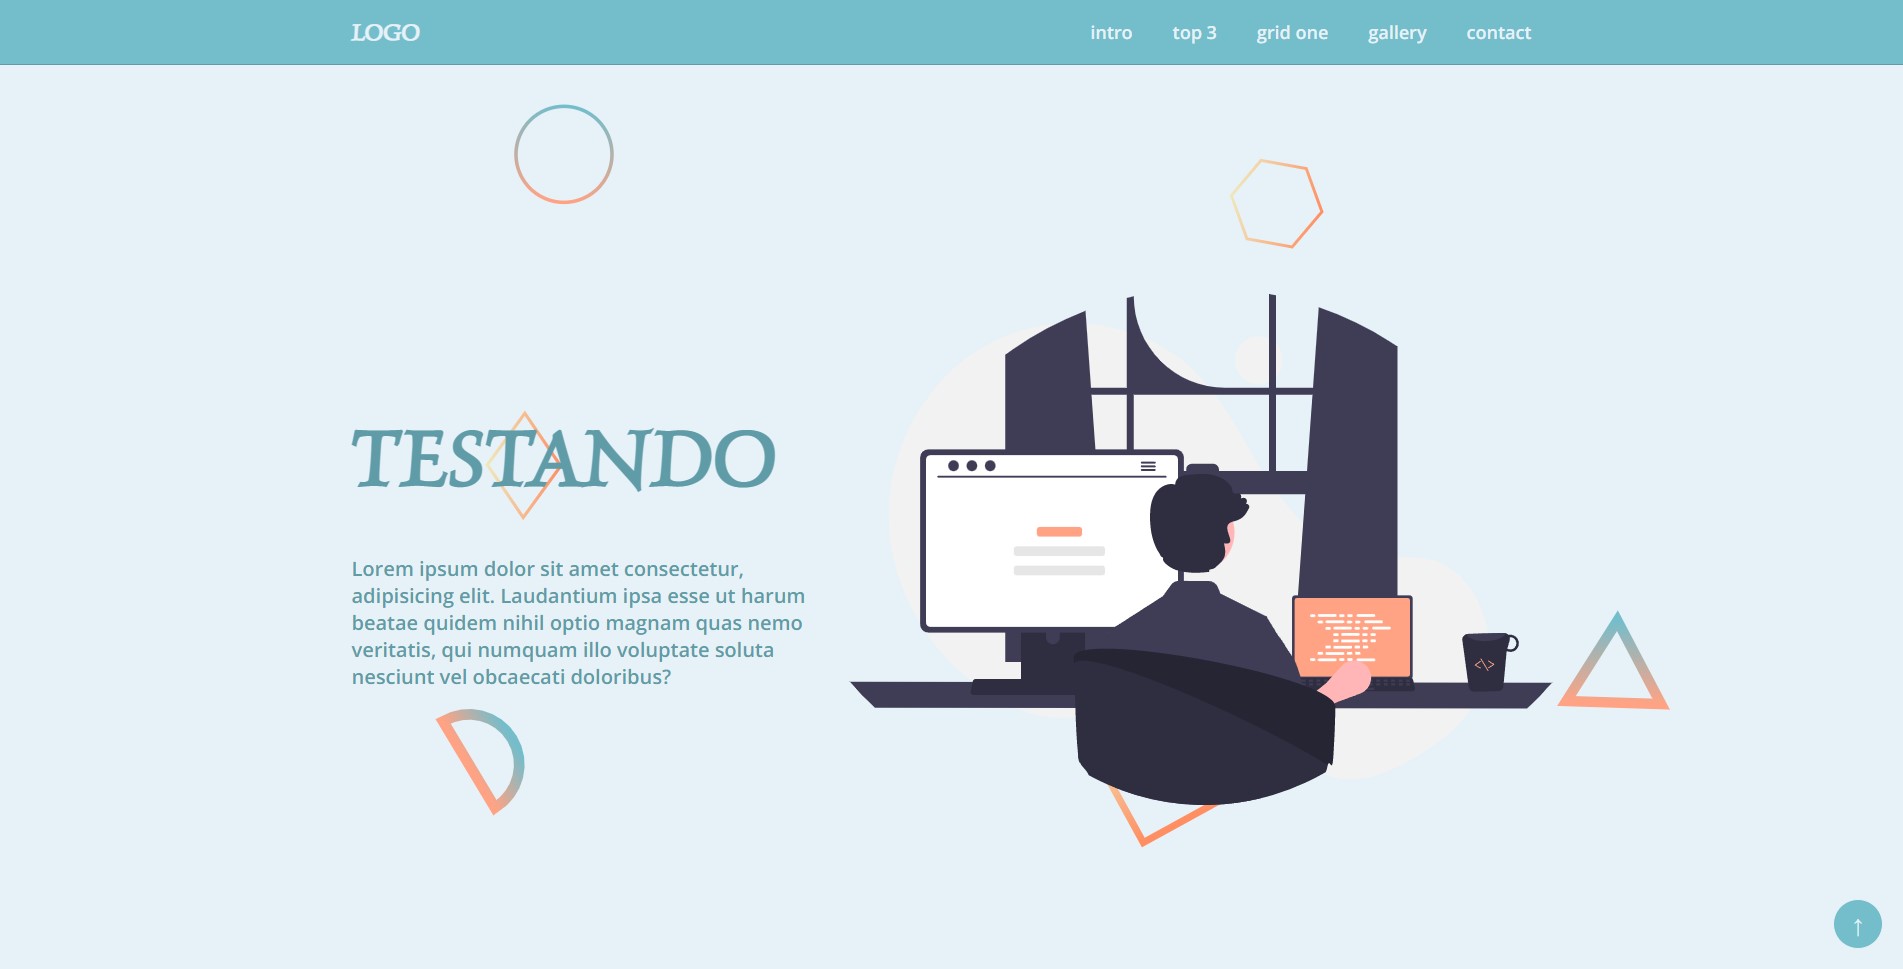 LOGO
intro top 3 grid one gallery contact
TESTANDO
Lorem ipsum dolor sit amet consectetur,
adipisicing elit. Laudantium ipsa esse ut harum
beatae quidem nihil optio magnam quas nemo
veritatis, qui numquam illo voluptate soluta
nesciunt vel obcaecati doloribus?
<\>
↑